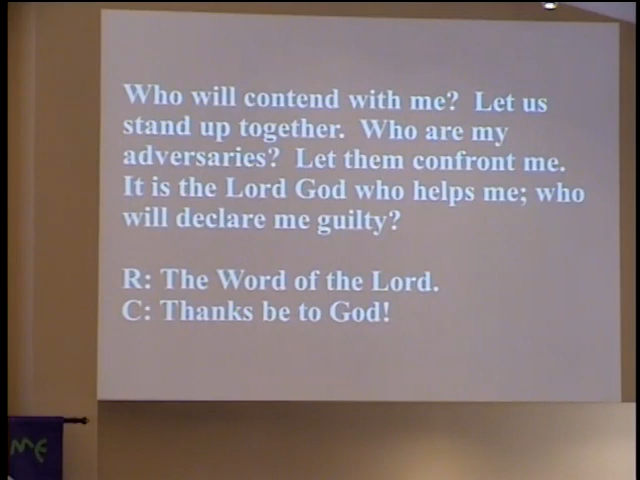 Who will contend with me?  Let us
stand up together.  Who are my
adversaries?  Let them confront me.
It is the Lord God who helps me; who
will declare me guilty?
R: The Word of the Lord.
C: Thanks be to God!
ME